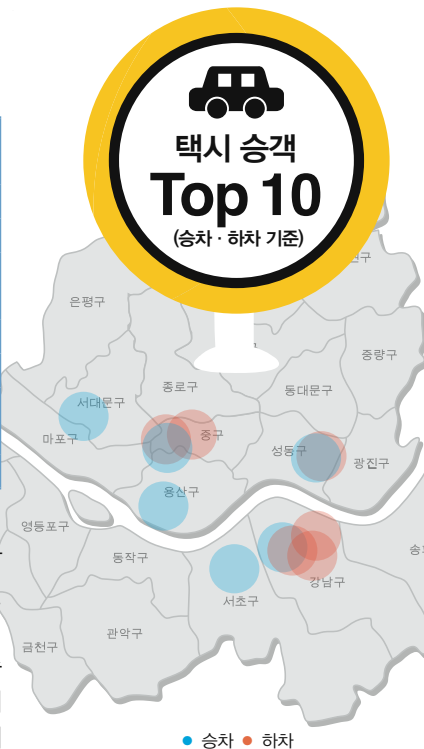 택시 승객
Top 10
(승차 · 하차 기준)
은평구
중랑구
종로구
동대문구
서대문구
마포구
중구
성동구
광진구
용산구
영등포구
동작구
강남구
서초구
관악구
금천구
승차
하차